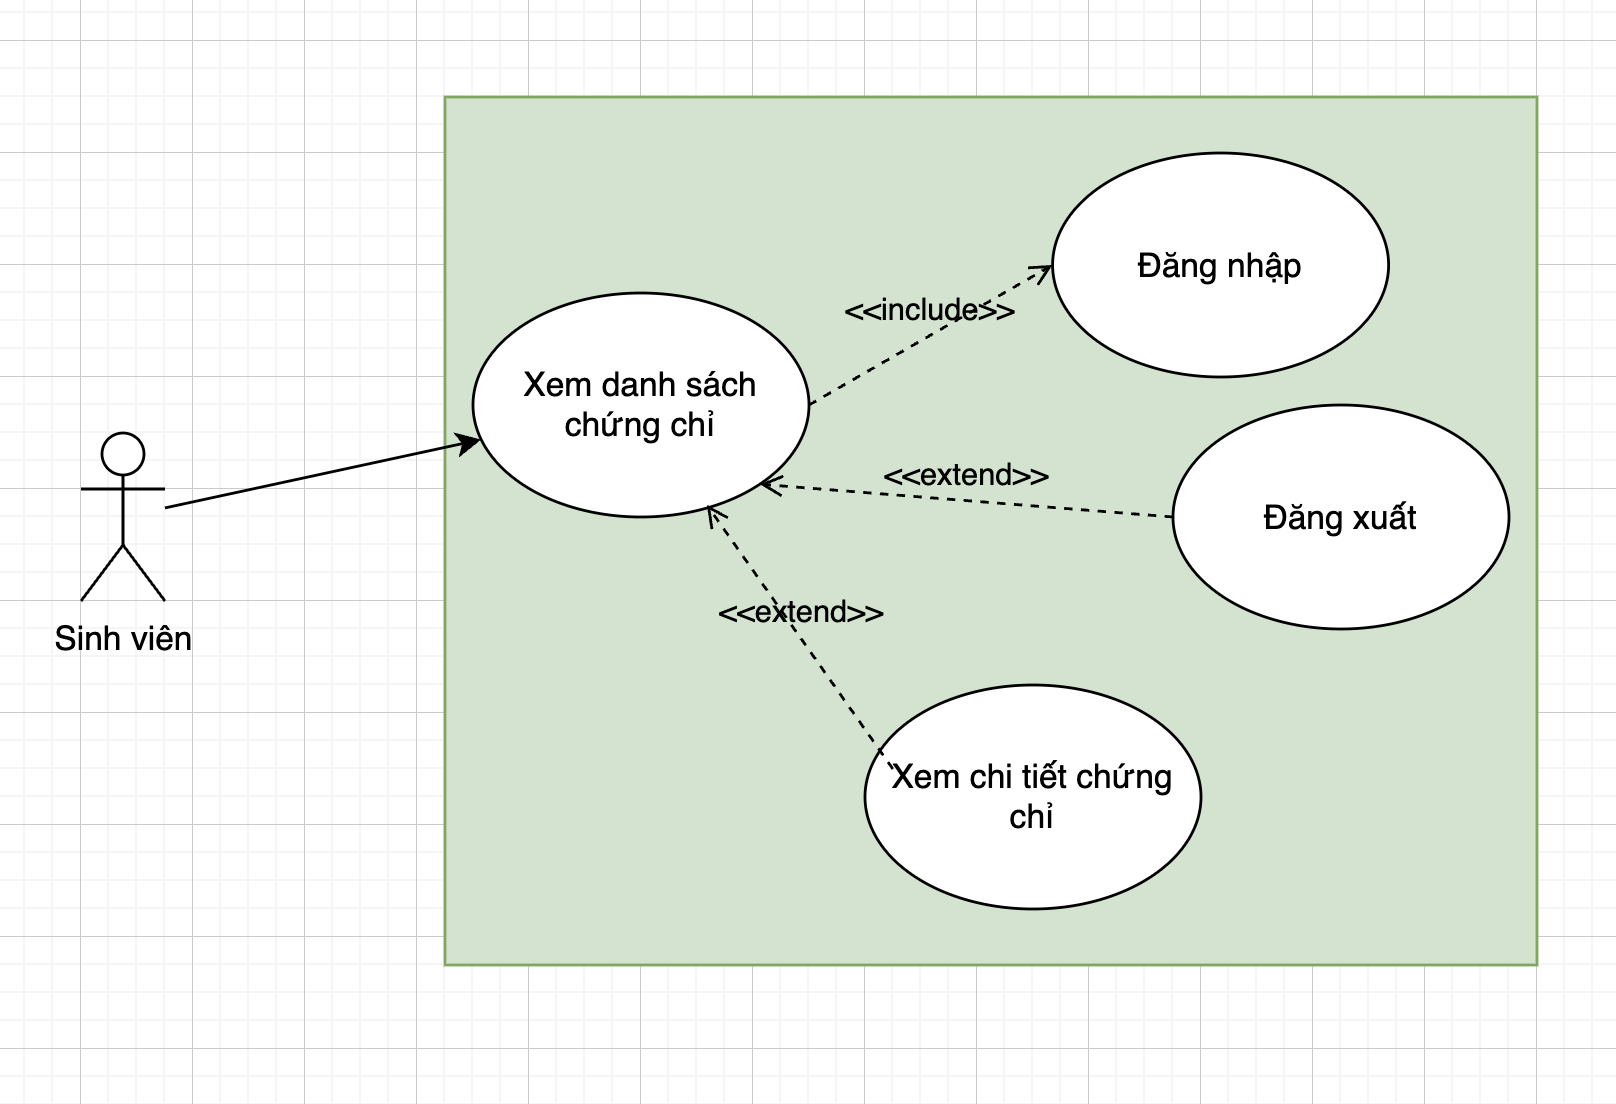 Đăng nhập
<<include>>
Xem danh sách
chứng chỉ
<<extend>>
Đăng xuất
<<extend>>
Sinh viên
Xem chi tiết chứng
chỉ